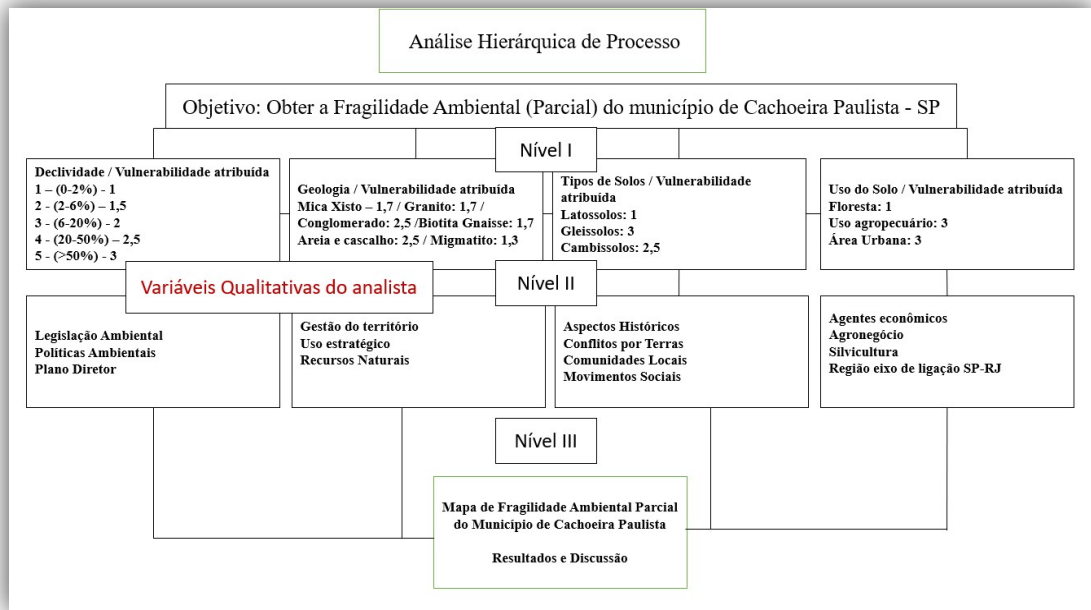 Análise Hierárquica de Processo
Objetivo: Obter a Fragilidade Ambiental (Parcial) do município de Cachoeira Paulista - SP
Nível I
Declividade / Vulnerabilidade atribuída
1 – (0-2%) - 1
2 - (2-6%) – 1,5
3 - (6-20%) - 2
4 - (20-50%) – 2,5
5 - (>50%) - 3
Geologia / Vulnerabilidade atribuída
Mica Xisto – 1,7 / Granito: 1,7 /
Conglomerado: 2,5 /Biotita Gnaisse: 1,7
Areia e cascalho: 2,5 / Migmatito: 1,3
Tipos de Solos / Vulnerabilidade
atribuída
Latossolos: 1
Gleissolos: 3
Cambissolos: 2,5
Uso do Solo / Vulnerabilidade atribuída
Floresta: 1
Uso agropecuário: 3
Área Urbana: 3
Variáveis Qualitativas do analista
Nível II
Legislação Ambiental
Políticas Ambientais
Plano Diretor
Gestão do território
Uso estratégico
Recursos Naturais
Aspectos Históricos
Conflitos por Terras
Comunidades Locais
Movimentos Sociais
Agentes econômicos
Agronegócio
Silvicultura
Região eixo de ligação SP-RJ
Nível III
Mapa de Fragilidade Ambiental Parcial
do Município de Cachoeira Paulista
Resultados e Discussão